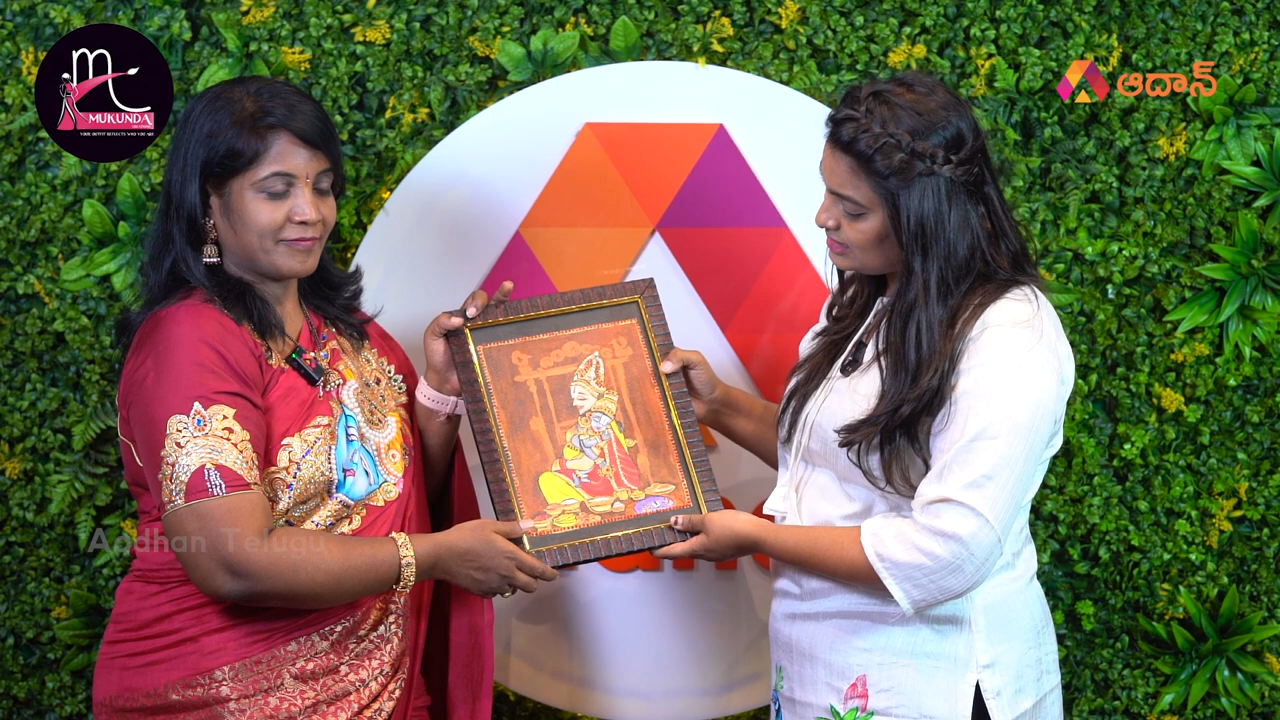 m
MUKUNDA
YOUR OUTFIT REFLECTS WHO YOU ARE
ఆదాన్
Aadhan Telugu